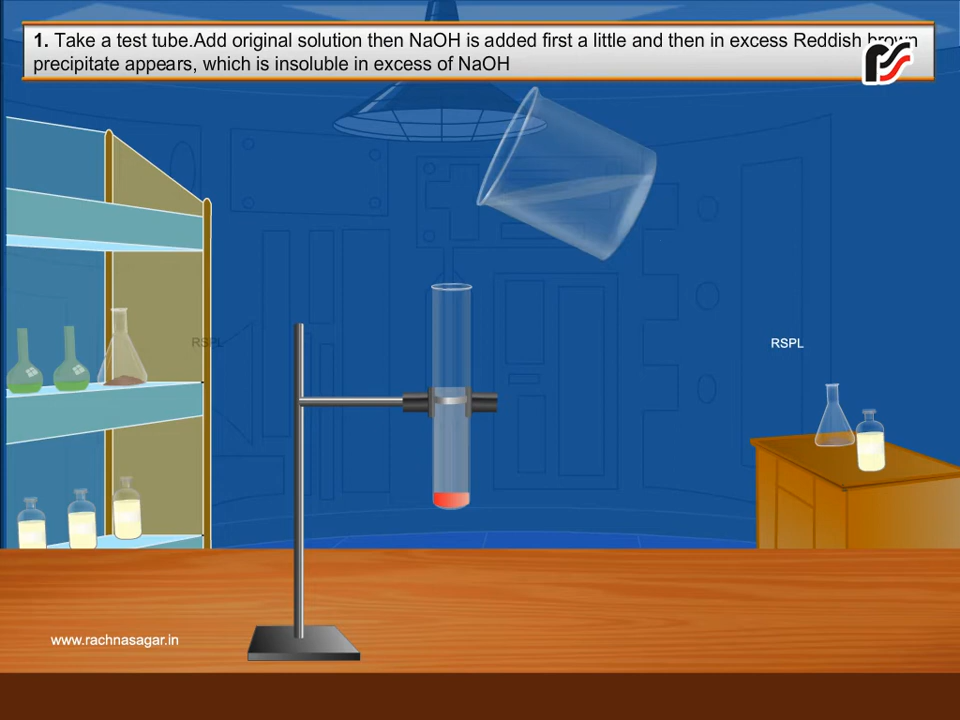 1. Take a test tube.Add original solution then NaOH is added first a little and then in excess Reddish brown
precipitate appears, which is insoluble in excess of NaOH
RSPL
RSPL
www.rachnasagar.in